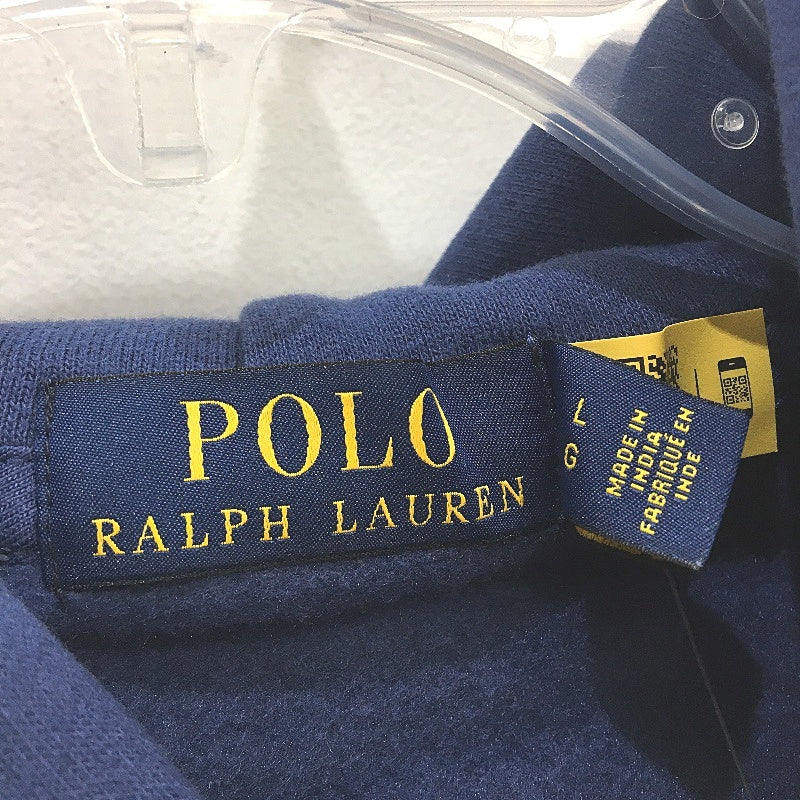 POLO
RALPH LAUREN
L
G
MADE IN
INDIA
FABRIQUÉ EN
INDE